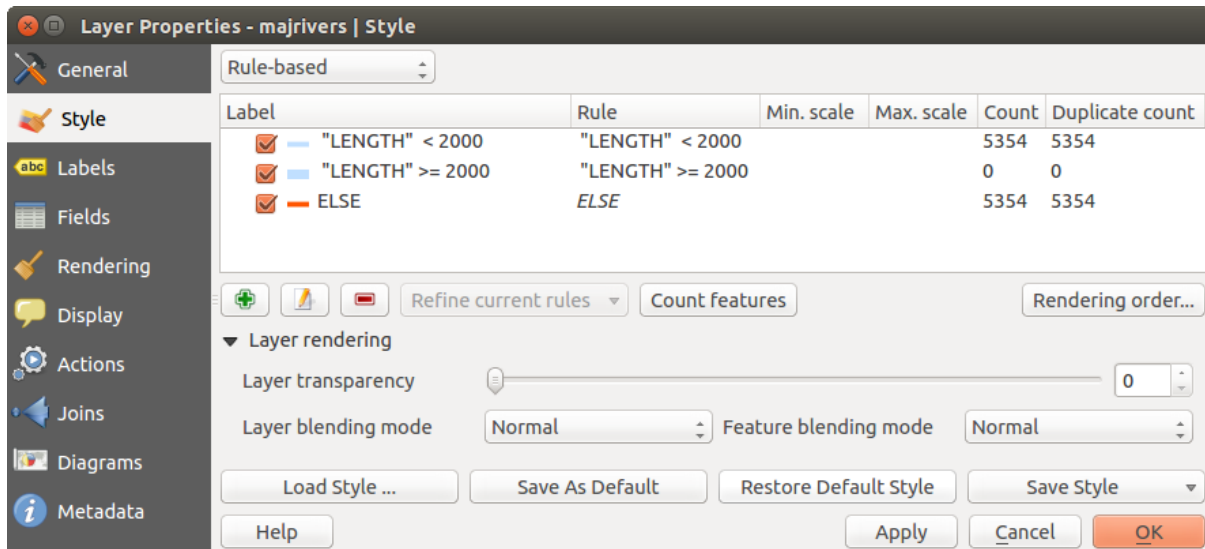 Layer Properties - majrivers | Style
General
Style
abc Labels
Fields
Rendering
Display
Actions
Joins
Diagrams
i Metadata
Rule-based
Label Rule Min. scale Max. scale Count Duplicate count
"LENGTH" < 2000 "LENGTH" < 2000 5354 5354
"LENGTH" >= 2000 "LENGTH" >= 2000 0 0
ELSE ELSE 5354 5354
Refine current rules Count features Rendering order...
Layer rendering
Layer transparency 0
Layer blending mode Normal Feature blending mode Normal
Load Style ... Save As Default Restore Default Style Save Style
Help Apply Cancel OK